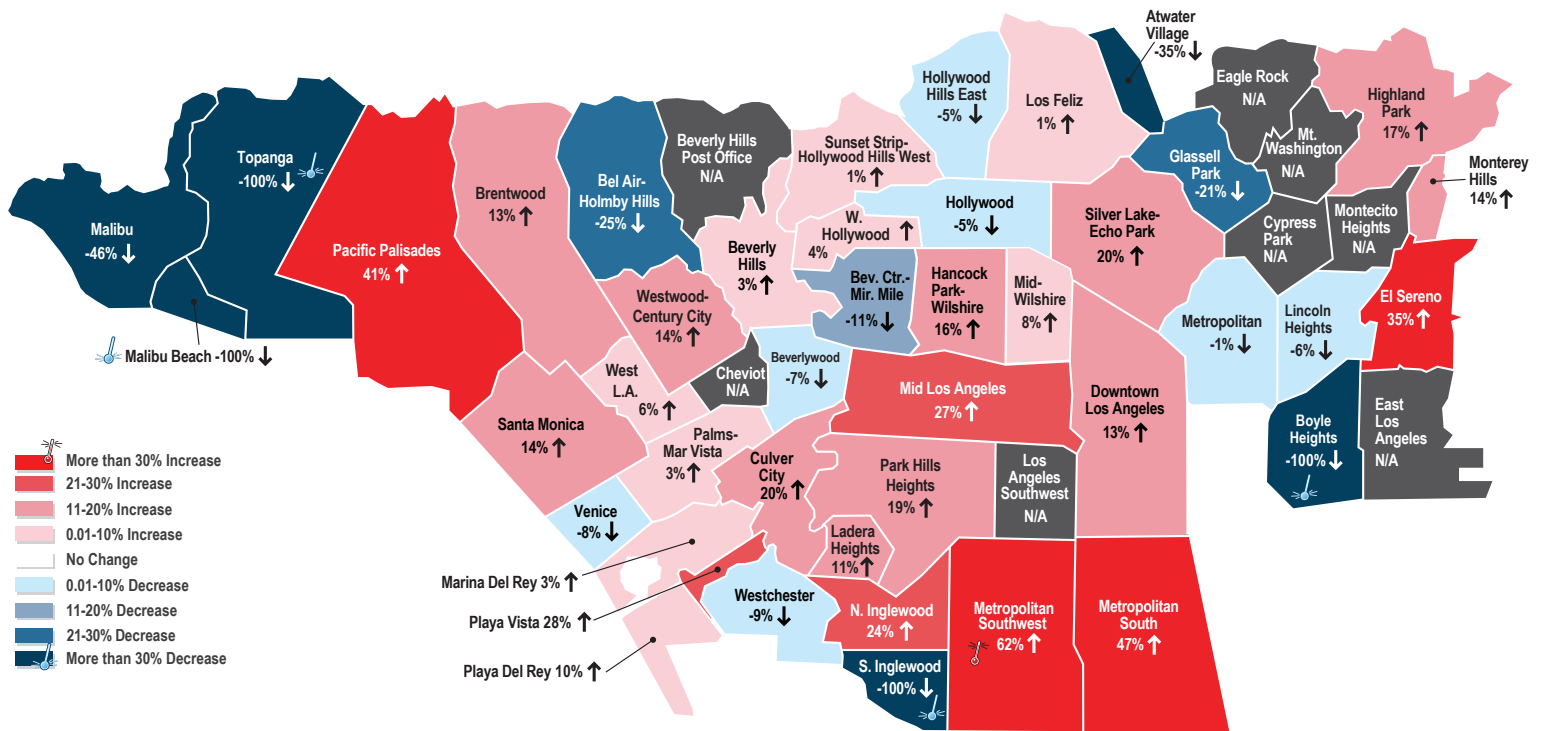 Atwater
Village
-35%
Eagle Rock
N/A
Highland
Park
17%
Hollywood
Hills East
-5%
Los Feliz
1%
Mt.
Washington
N/A
Monterey
Hills
14%
Topanga
-100%
Beverly Hills
Post Office
N/A
Sunset Strip-
Hollywood Hills West
1%
Glassell
Park
-21%
Brentwood
13%
Bel Air-
Holmby Hills
-25%
Malibu
-46%
Pacific Palisades
41%
Beverly
Hills
3%
W.
Hollywood
4%
Hollywood
-5%
Silver Lake-
Echo Park
20%
Cypress
Park
N/A
Montecito
Heights
N/A
Westwood-
Century City
14%
Bev. Ctr.-
Mir. Mile
-11%
Hancock
Park-
Wilshire
16%
Mid-
Wilshire
8%
Metropolitan
-1%
Lincoln
Heights
-6%
El Sereno
35%
Malibu Beach -100%
West
L.A.
6%
Cheviot
N/A
Beverlywood
-7%
Mid Los Angeles
27%
Downtown
Los Angeles
13%
Boyle
Heights
-100%
East
Los
Angeles
N/A
Santa Monica
14%
Palms-
Mar Vista
3%
Culver
City
20%
Park Hills
Heights
19%
Los
Angeles
Southwest
N/A
Venice
-8%
Ladera
Heights
11%
Marina Del Rey 3%
Playa Vista 28%
Playa Del Rey 10%
Westchester
-9%
N. Inglewood
24%
S. Inglewood
-100%
Metropolitan
Southwest
62%
Metropolitan
South
47%
More than 30% Increase
21-30% Increase
11-20% Increase
0.01-10% Increase
No Change
0.01-10% Decrease
11-20% Decrease
21-30% Decrease
More than 30% Decrease